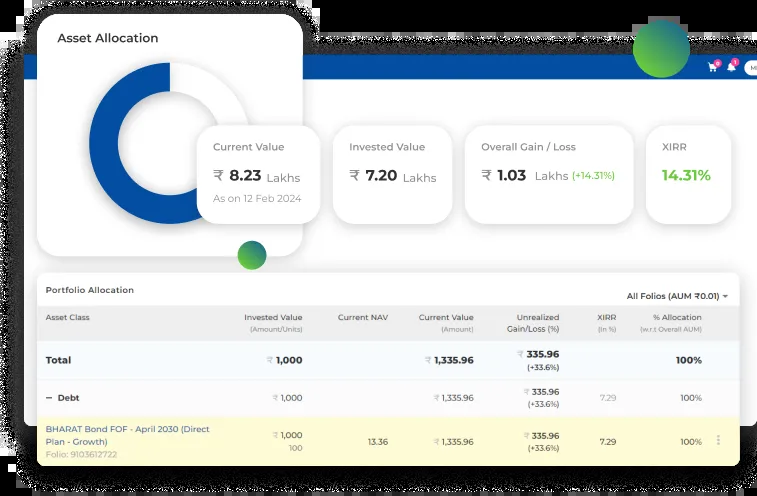 Asset Allocation
0
1
Current Value
₹ 8.23 Lakhs
As on 12 Feb 2024
Invested Value
₹ 7.20 Lakhs
Overall Gain / Loss
₹ 1.03 Lakhs (+14.31%)
XIRR
14.31%
Portfolio Allocation
All Folios (AUM ₹0.01)
Asset Class Invested Value Current NAV Current Value Unrealized XIRR % Allocation
(Amount/Units) (Amount) Gain/Loss (%) (in %) (w.r.t Overall AUM)
Total ₹ 1,000 ₹ 1,335.96 ₹ 335.96 100%
(+33.6%)
– Debt ₹ 1,000 ₹ 1,335.96 ₹ 335.96 7.29 100%
(+33.6%)
BHARAT Bond FOF - April 2030 (Direct ₹ 1,000 13.36 ₹ 1,335.96 ₹ 335.96 7.29 100%
Plan - Growth) 100 (+33.6%)
Folio: 9103612722